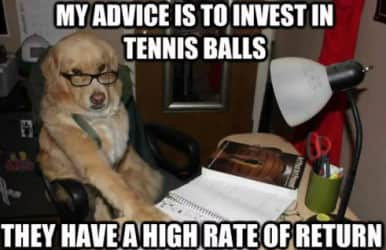 MY ADVICE IS TO INVEST IN
TENNIS BALLS
THEY HAVE A HIGH RATE OF RETURN